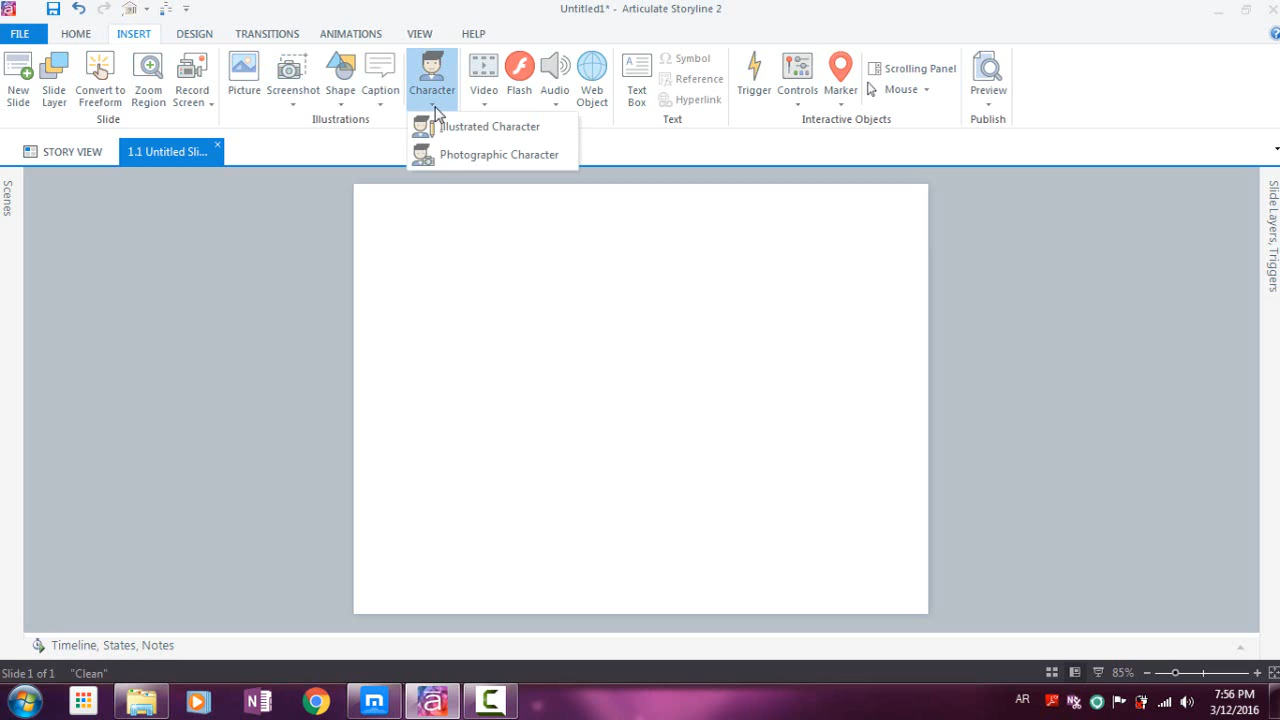 Untitled1* - Articulate Storyline 2
FILE HOME INSERT DESIGN TRANSITIONS ANIMATIONS VIEW HELP
New Slide
Slide Layer
Convert to Freeform
Zoom Region
Record Screen
Picture
Screenshot
Shape
Caption
Character
Video
Flash
Audio
Web Object
Text Box
Symbol
Reference
Hyperlink
Trigger
Controls
Marker
Scrolling Panel
Mouse
Preview
Slide
Illustrations
Text
Interactive Objects
Publish
Illustrated Character
Photographic Character
STORY VIEW
1.1 Untitled Sli...
Scenes
Slide Layers, Triggers
Timeline, States, Notes
Slide 1 of 1 "Clean"
85%
AR
7:56 PM
3/12/2016